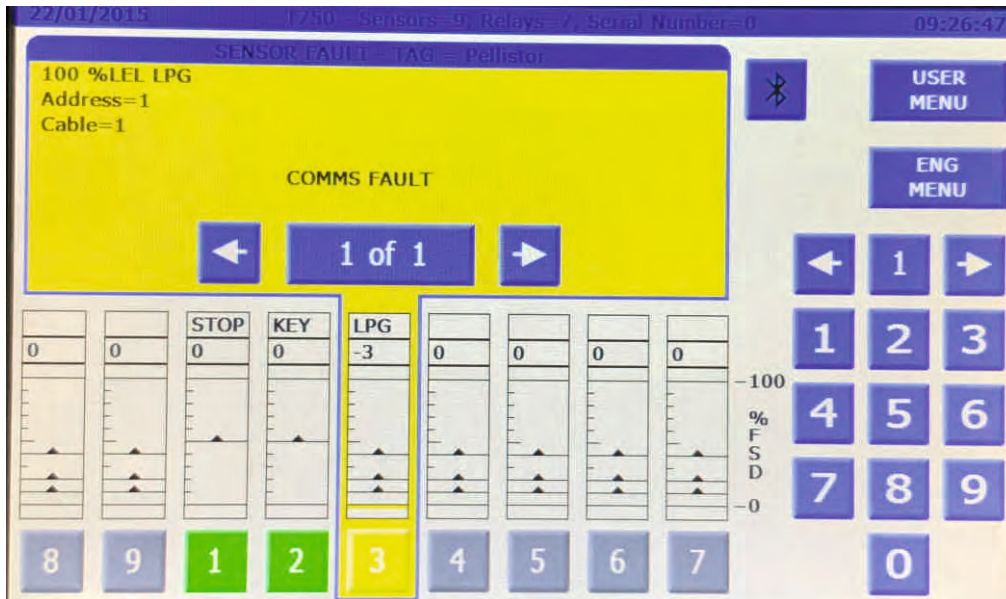 22/01/2015 T750 - Sensors=9, Relays=7, Serial Number=0 09:26:47
SENSOR FAULT - TAG = Pellistor
100 %LEL LPG
Address=1
Cable=1
COMMS FAULT
1 of 1
USER
MENU
ENG
MENU
1
STOP KEY LPG
0 0 0 0 -3 0 0 0 0
-100
%
F
S
D
-0
8 9 1 2 3 4 5 6 7
1 2 3
4 5 6
7 8 9
0